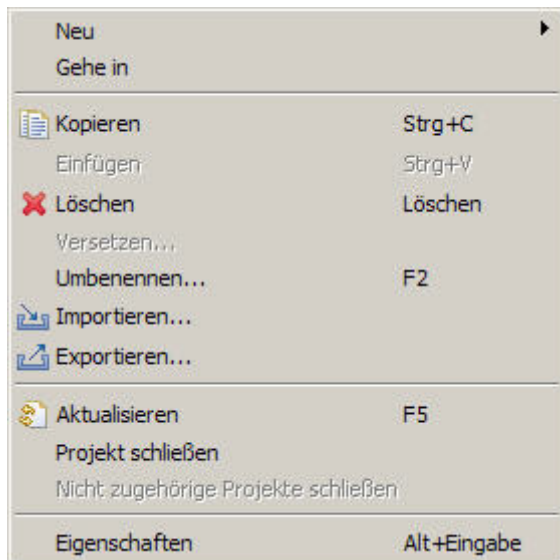 Neu
Gehe in
Kopieren Strg+C
Einfügen Strg+V
Löschen Löschen
Versetzen...
Umbenennen... F2
Importieren...
Exportieren...
Aktualisieren F5
Projekt schließen
Nicht zugehörige Projekte schließen
Eigenschaften Alt+Eingabe